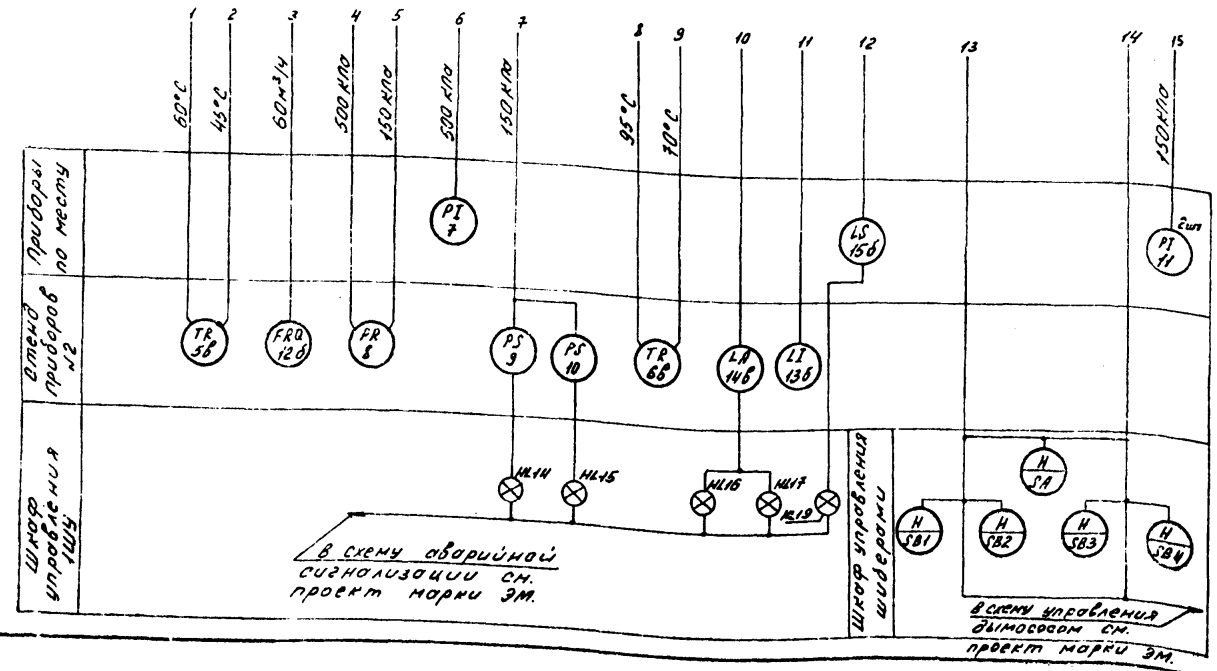 1 2 3 4 5 6 7 8 9 10 11 12 13 14 15
60°С
45°С
60м³/ч
500 кпа
150 кпа
500 кпа
150 кпа
95°С
70°С
150 кпа
Приборы
по месту
PI
7
LS
15б
2шт
PI
11
Стенд
приборов
№2
TR
5в
FRQ
12б
PR
8
PS
9
PS
10
TR
6в
LA
14в
LI
13б
Шкаф
управления
1ШУ
HL14
HL15
HL16
HL17
в схему аварийной
сигнализации см.
проект марки ЭМ.
Шкаф управления
шиберами
H
SA
H
SB1
H
SB2
H
SB3
H
SB4
в схему управления
дымососом см.
проект марки ЭМ.